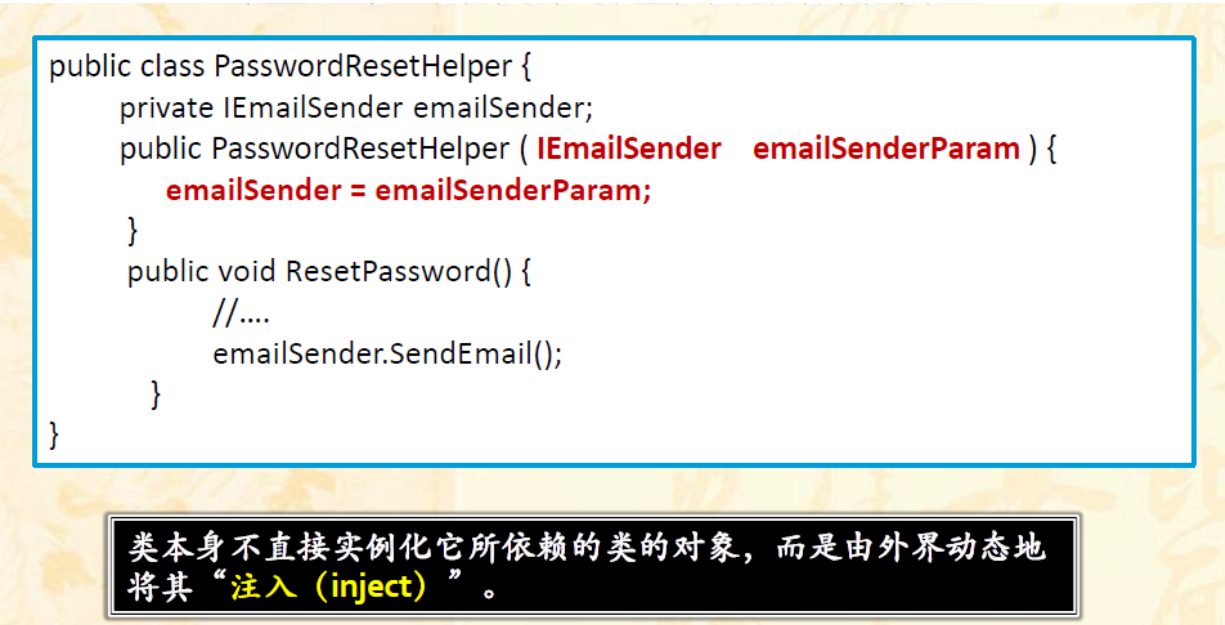 public class PasswordResetHelper {
private IEmailSender emailSender;
public PasswordResetHelper ( IEmailSender emailSenderParam ) {
emailSender = emailSenderParam;
}
public void ResetPassword() {
//....
emailSender.SendEmail();
}
}
类本身不直接实例化它所依赖的类的对象，而是由外界动态地
将其“注入（inject）”。